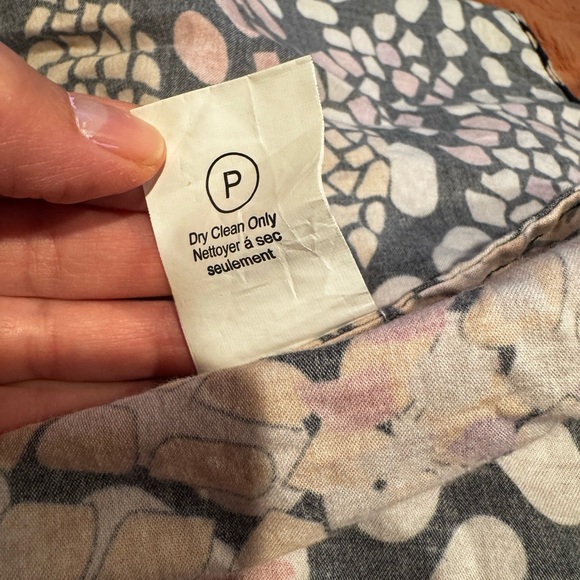 P
Dry Clean Only
Nettoyer á sec
seulement